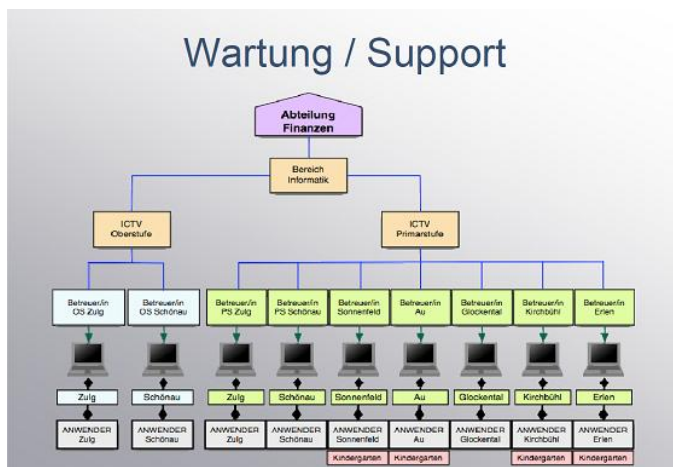 Wartung / Support
Abteilung
Finanzen
Bereich
Informatik
ICTV
Oberstufe
ICTV
Primarstufe
Betreuer/in
OS Zulg
Betreuer/in
OS Schönau
Betreuer/in
PS Zulg
Betreuer/in
PS Schönau
Betreuer/in
Sonnenfeld
Betreuer/in
Au
Betreuer/in
Glockental
Betreuer/in
Kirchbühl
Betreuer/in
Erlen
Zulg
Schönau
Zulg
Schönau
Sonnenfeld
Au
Glockental
Kirchbühl
Erlen
ANWENDER
Zulg
ANWENDER
Schönau
ANWENDER
Zulg
ANWENDER
Schönau
ANWENDER
Sonnenfeld
ANWENDER
Au
ANWENDER
Glockental
ANWENDER
Kirchbühl
ANWENDER
Erlen
Kindergarten
Kindergarten
Kindergarten
Kindergarten